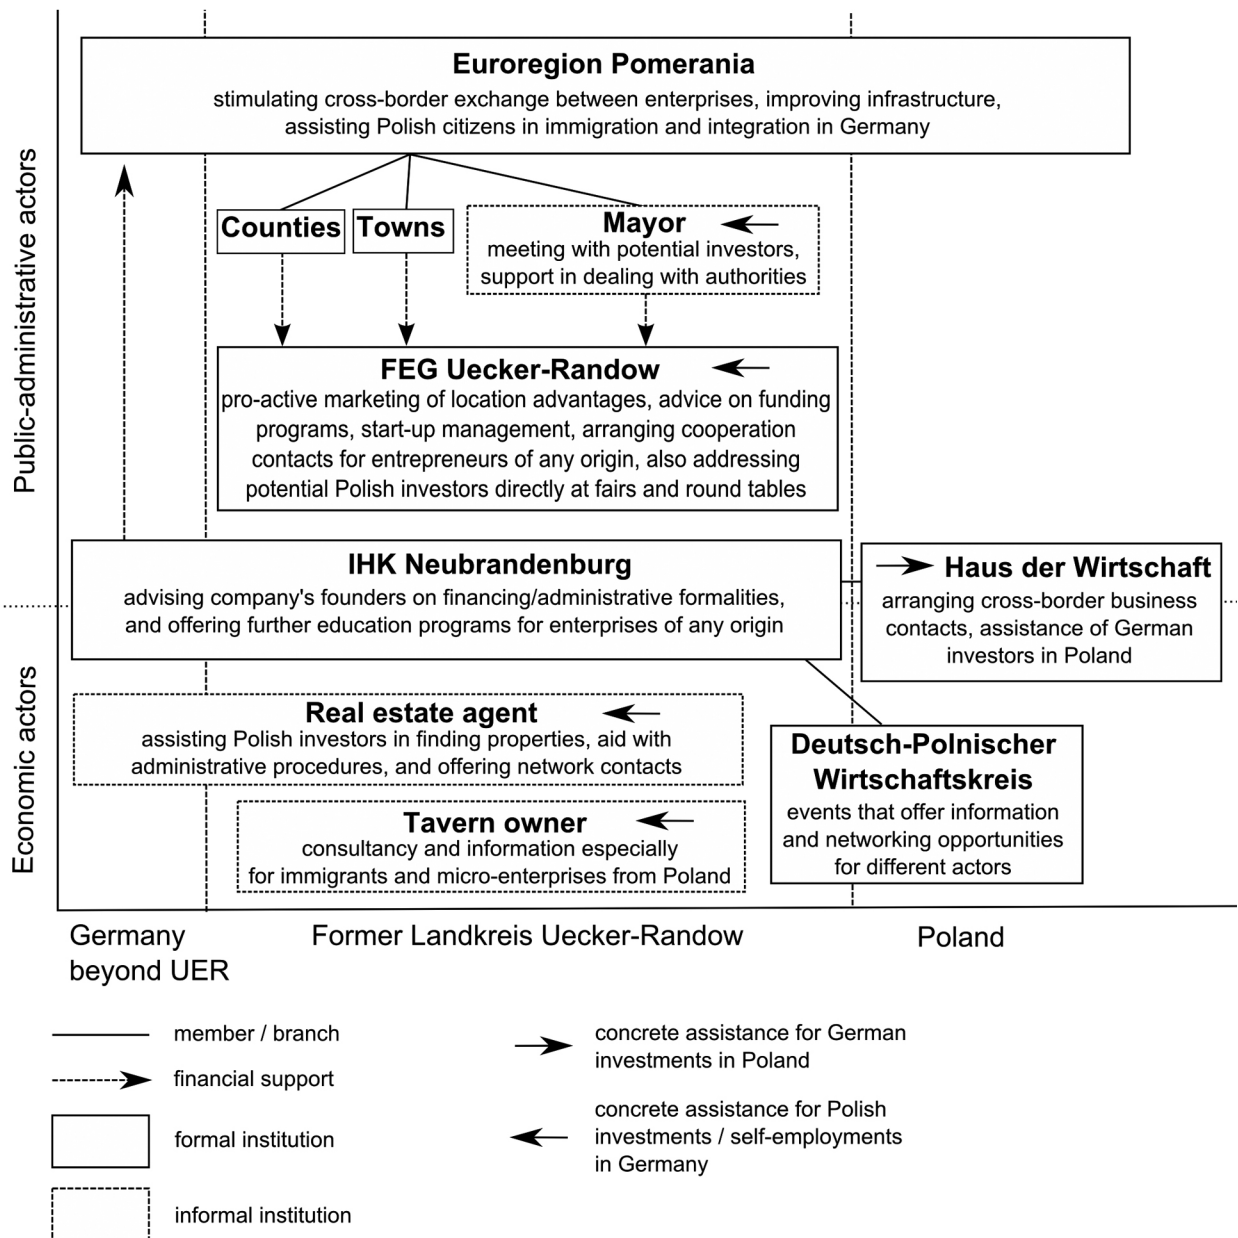 Euroregion Pomerania
stimulating cross-border exchange between enterprises, improving infrastructure,
assisting Polish citizens in immigration and integration in Germany
Public-administrative actors
Counties
Towns
Mayor
meeting with potential investors,
support in dealing with authorities
FEG Uecker-Randow
pro-active marketing of location advantages, advice on funding
programs, start-up management, arranging cooperation
contacts for entrepreneurs of any origin, also addressing
potential Polish investors directly at fairs and round tables
IHK Neubrandenburg
advising company's founders on financing/administrative formalities,
and offering further education programs for enterprises of any origin
Haus der Wirtschaft
arranging cross-border business
contacts, assistance of German
investors in Poland
Economic actors
Real estate agent
assisting Polish investors in finding properties, aid with
administrative procedures, and offering network contacts
Deutsch-Polnischer
Wirtschaftskreis
events that offer information
and networking opportunities
for different actors
Tavern owner
consultancy and information especially
for immigrants and micro-enterprises from Poland
Germany
beyond UER
Former Landkreis Uecker-Randow
Poland
member / branch
financial support
formal institution
informal institution
concrete assistance for German
investments in Poland
concrete assistance for Polish
investments / self-employments
in Germany